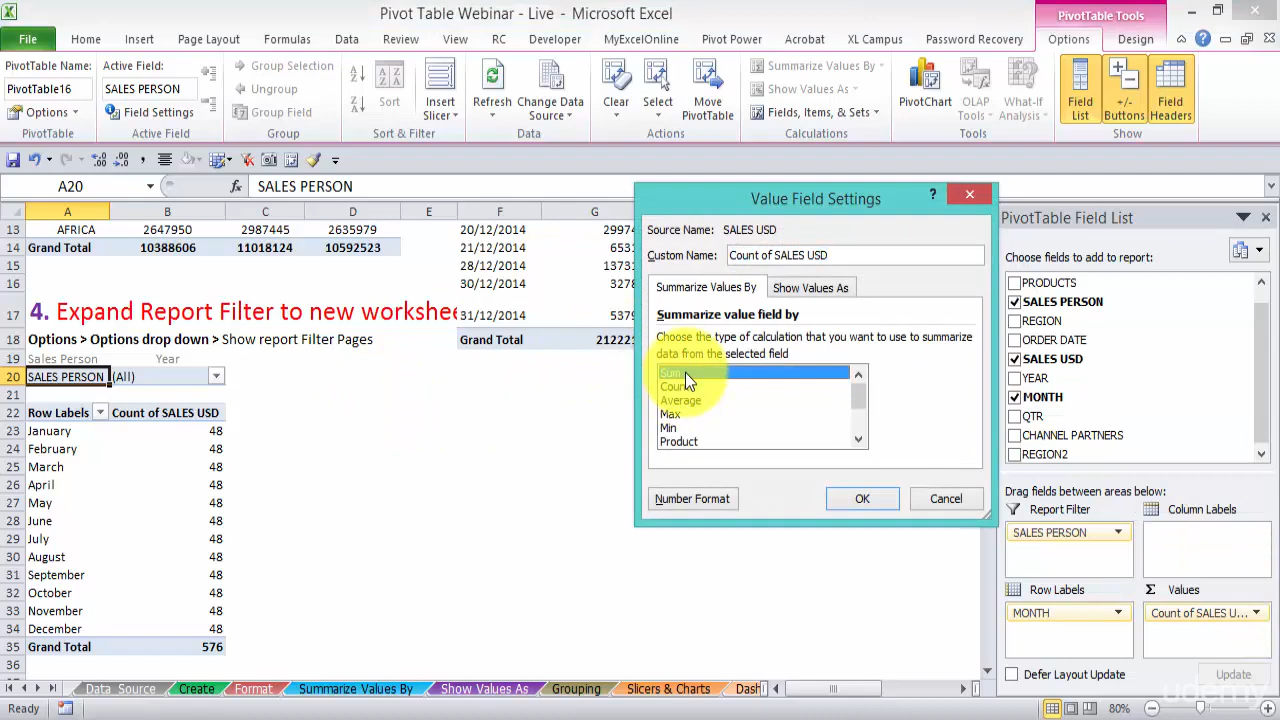 Pivot Table Webinar - Live - Microsoft Excel
PivotTable Tools
File Home Insert Page Layout Formulas Data Review View RC Developer MyExcelOnline Pivot Power Acrobat XL Campus Password Recovery Options Design
PivotTable Name:
PivotTable16
Options
PivotTable
Active Field:
SALES PERSON
Field Settings
Active Field
Group Selection
Ungroup
Group Field
Group
Sort
Insert
Slicer
Sort & Filter
Refresh
Change Data
Source
Data
Clear
Select
Move
PivotTable
Actions
Summarize Values By
Show Values As
Fields, Items, & Sets
Calculations
PivotChart
OLAP
Tools
What-If
Analysis
Tools
Field
List
+/-
Buttons
Field
Headers
Show
A20
fx SALES PERSON
A B C D E F G
13 AFRICA 2647950 2987445 2635979 20/12/2014
14 Grand Total 10388606 11018124 10592523 21/12/2014
15 28/12/2014
16 30/12/2014
17 4. Expand Report Filter to new workshee 31/12/2014
18 Options > Options drop down > Show report Filter Pages Grand Total
19 Sales Person Year
20 SALES PERSON (All)
21
22 Row Labels Count of SALES USD
23 January 48
24 February 48
25 March 48
26 April 48
27 May 48
28 June 48
29 July 48
30 August 48
31 September 48
32 October 48
33 November 48
34 December 48
35 Grand Total 576
36
Value Field Settings
Source Name: SALES USD
Custom Name: Count of SALES USD
Summarize Values By Show Values As
Summarize value field by
Choose the type of calculation that you want to use to summarize
data from the selected field
Sum
Count
Average
Max
Min
Product
Number Format OK Cancel
PivotTable Field List
Choose fields to add to report:
PRODUCTS
SALES PERSON
REGION
ORDER DATE
SALES USD
YEAR
MONTH
QTR
CHANNEL PARTNERS
REGION2
Drag fields between areas below:
Report Filter Column Labels
SALES PERSON
Row Labels Σ Values
MONTH Count of SALES U...
Defer Layout Update Update
Data_Source Create Format Summarize Values By Show Values As Grouping Slicers & Charts Dash
Ready 80%
udemy